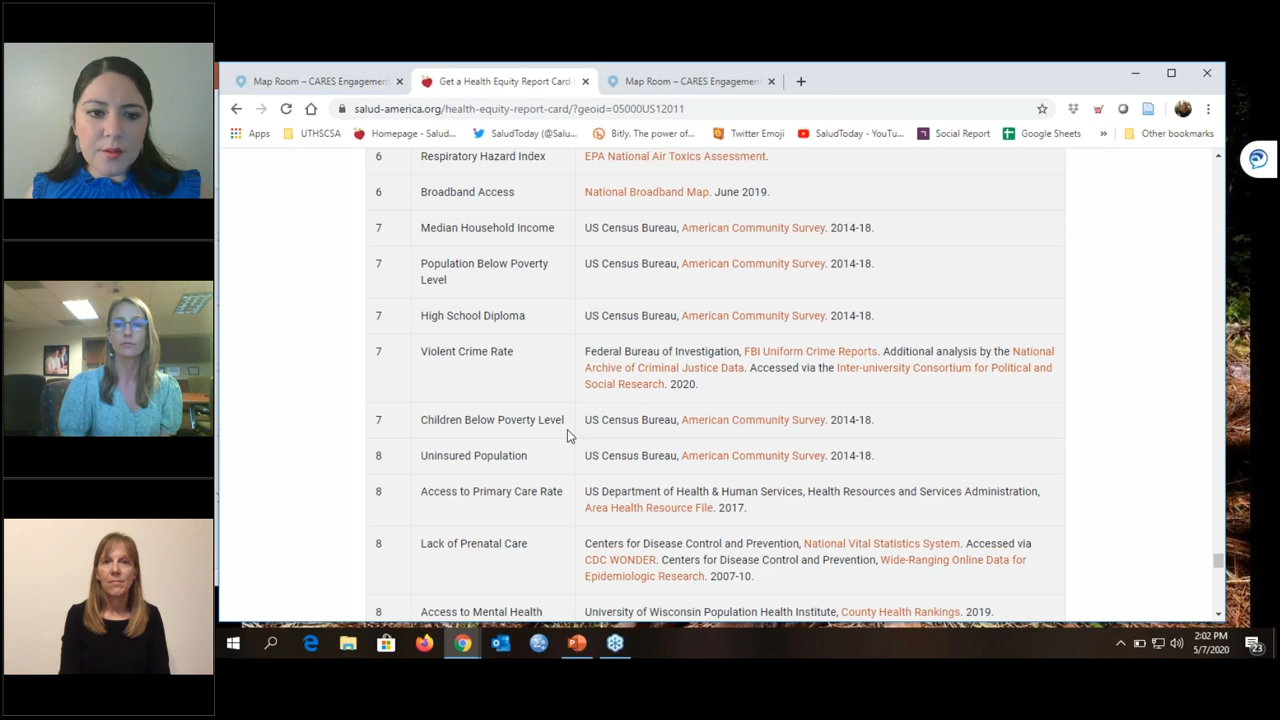 Map Room – CARES Engagement
Get a Health Equity Report Card
Map Room – CARES Engagement
salud-america.org/health-equity-report-card/?geoid=05000US12011
Apps
UTHSCSA
Homepage - Salud...
SaludToday (@Salu...
Bitly. The power of...
Twitter Emoji
SaludToday - YouTu...
Social Report
Google Sheets
»
Other bookmarks
6 Respiratory Hazard Index EPA National Air Toxics Assessment.
6 Broadband Access National Broadband Map. June 2019.
7 Median Household Income US Census Bureau, American Community Survey. 2014-18.
7 Population Below Poverty US Census Bureau, American Community Survey. 2014-18.
Level
7 High School Diploma US Census Bureau, American Community Survey. 2014-18.
7 Violent Crime Rate Federal Bureau of Investigation, FBI Uniform Crime Reports. Additional analysis by the National
Archive of Criminal Justice Data. Accessed via the Inter-university Consortium for Political and
Social Research. 2020.
7 Children Below Poverty Level US Census Bureau, American Community Survey. 2014-18.
8 Uninsured Population US Census Bureau, American Community Survey. 2014-18.
8 Access to Primary Care Rate US Department of Health & Human Services, Health Resources and Services Administration,
Area Health Resource File. 2017.
8 Lack of Prenatal Care Centers for Disease Control and Prevention, National Vital Statistics System. Accessed via
CDC WONDER. Centers for Disease Control and Prevention, Wide-Ranging Online Data for
Epidemiologic Research. 2007-10.
8 Access to Mental Health University of Wisconsin Population Health Institute, County Health Rankings. 2019.
2:02 PM
5/7/2020
23